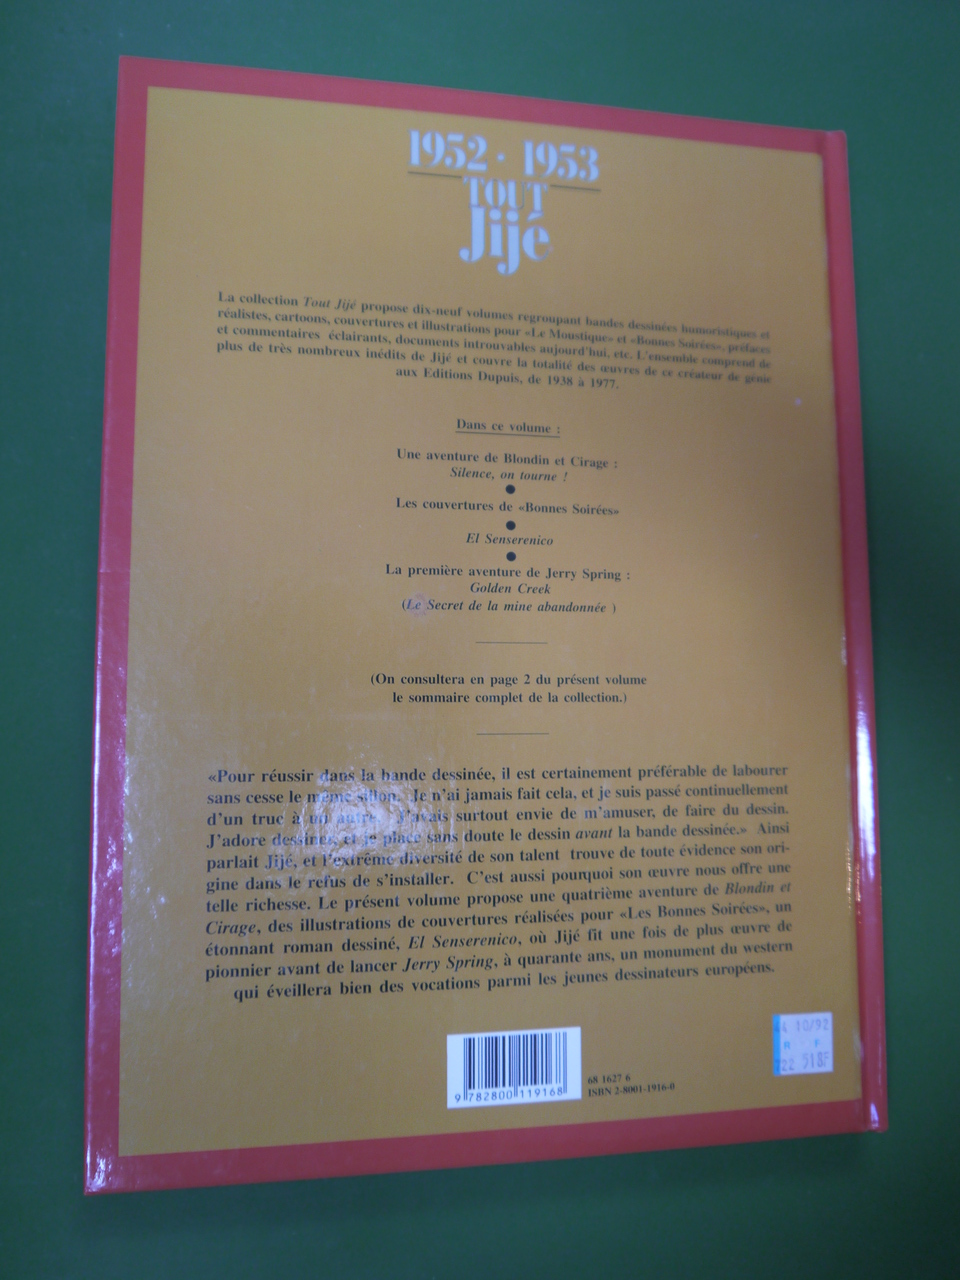 1952 • 1953
TOUT
Jijé
La collection Tout Jijé propose dix-neuf volumes regroupant bandes dessinées humoristiques et
réalistes, cartoons, couvertures et illustrations pour «Le Moustique» et «Bonnes Soirées», préfaces
et commentaires éclairants, documents introuvables aujourd'hui, etc. L'ensemble comprend de
plus de très nombreux inédits de Jijé et couvre la totalité des œuvres de ce créateur de génie
aux Editions Dupuis, de 1938 à 1977.
Dans ce volume :
Une aventure de Blondin et Cirage :
Silence, on tourne !
Les couvertures de «Bonnes Soirées»
El Senserenico
La première aventure de Jerry Spring :
Golden Creek
(Le Secret de la mine abandonnée )
(On consultera en page 2 du présent volume
le sommaire complet de la collection.)
«Pour réussir dans la bande dessinée, il est certainement préférable de labourer
sans cesse le même sillon. Je n'ai jamais fait cela, et je suis passé continuellement
d'un truc à un autre. J'avais surtout envie de m'amuser, de faire du dessin.
J'adore dessiner, et je place sans doute le dessin avant la bande dessinée.» Ainsi
parlait Jijé, et l'extrême diversité de son talent trouve de toute évidence son ori-
gine dans le refus de s'installer. C'est aussi pourquoi son œuvre nous offre une
telle richesse. Le présent volume propose une quatrième aventure de Blondin et
Cirage, des illustrations de couvertures réalisées pour «Les Bonnes Soirées», un
étonnant roman dessiné, El Senserenico, où Jijé fit une fois de plus œuvre de
pionnier avant de lancer Jerry Spring, à quarante ans, un monument du western
qui éveillera bien des vocations parmi les jeunes dessinateurs européens.
9 782800 119168
68 1627 6
ISBN 2-8001-1916-0
10/92
R F
722 518F